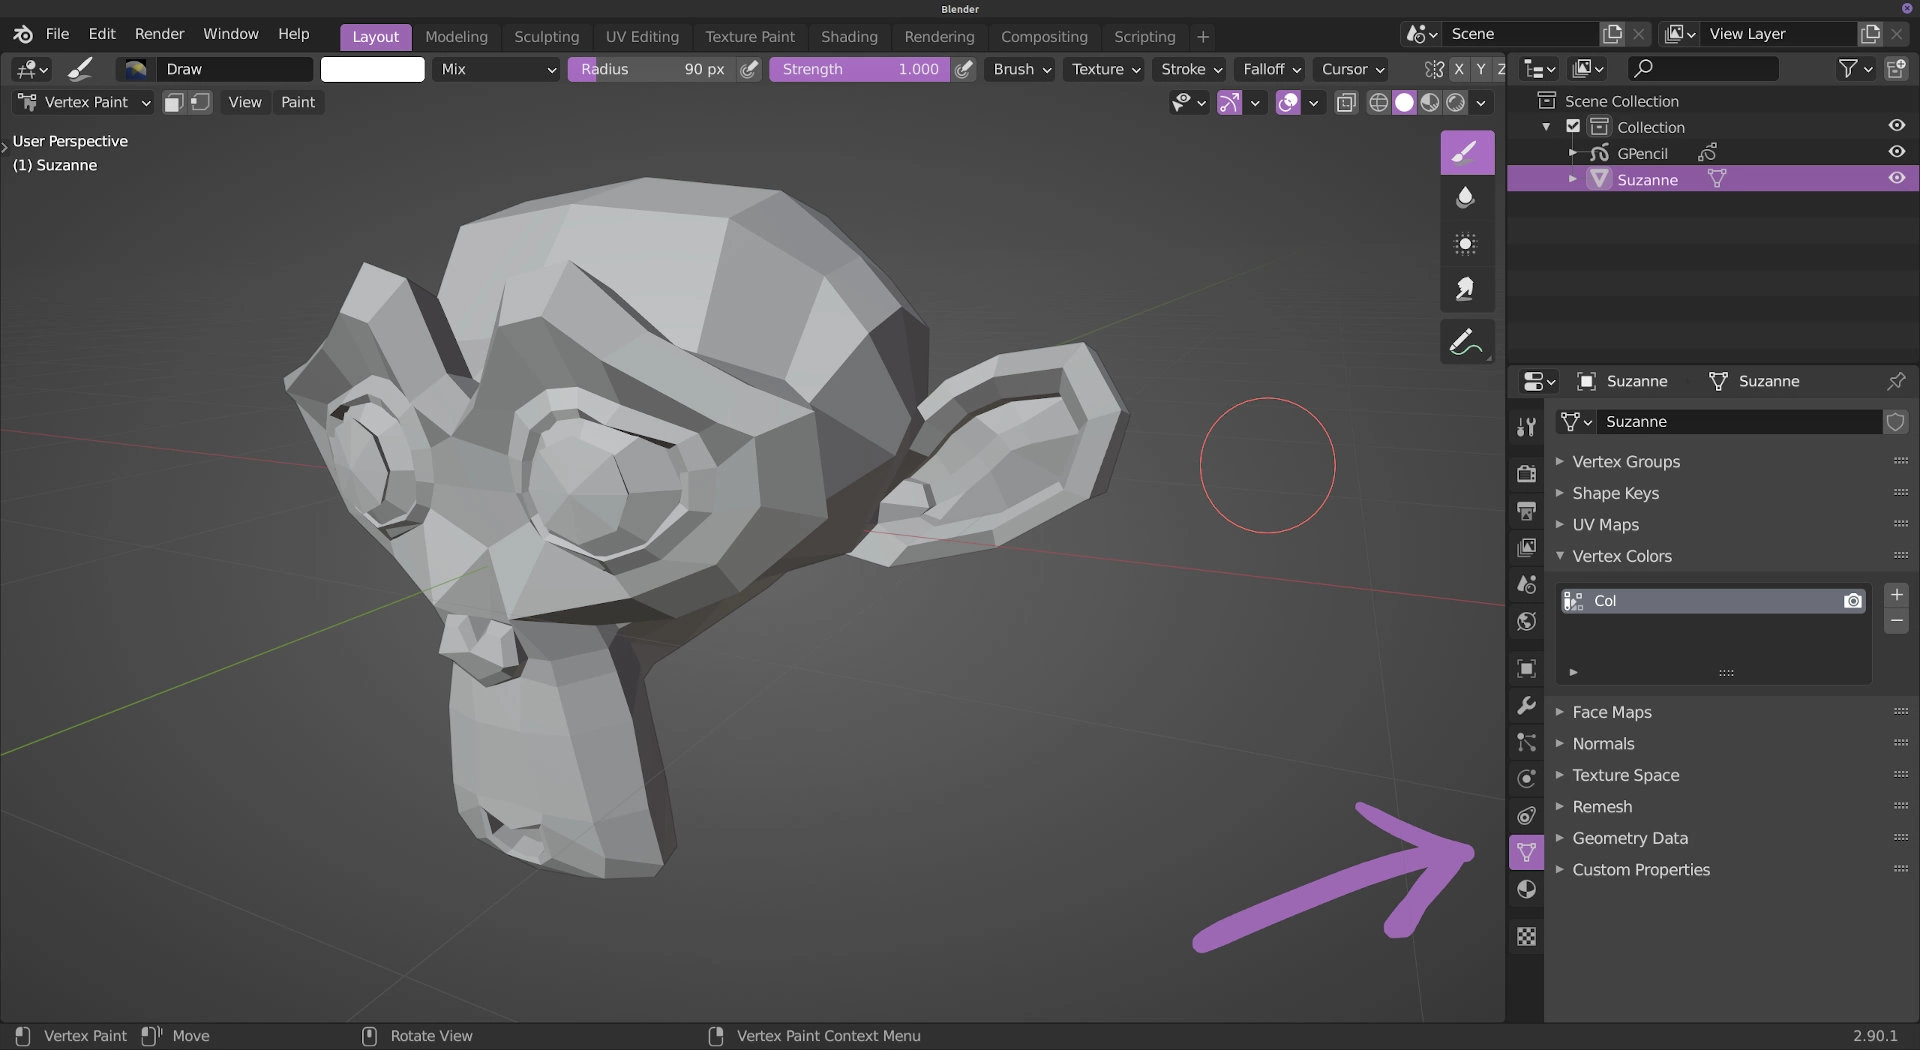 Blender
File Edit Render Window Help Layout Modeling Sculpting UV Editing Texture Paint Shading Rendering Compositing Scripting + Scene View Layer
Draw Mix Radius 90 px Strength 1.000 Brush Texture Stroke Falloff Cursor X Y Z
Vertex Paint View Paint
User Perspective
(1) Suzanne
Scene Collection
Collection
GPencil
Suzanne
Suzanne Suzanne
Suzanne
Vertex Groups
Shape Keys
UV Maps
Vertex Colors
Col
Face Maps
Normals
Texture Space
Remesh
Geometry Data
Custom Properties
Vertex Paint Move Rotate View Vertex Paint Context Menu 2.90.1